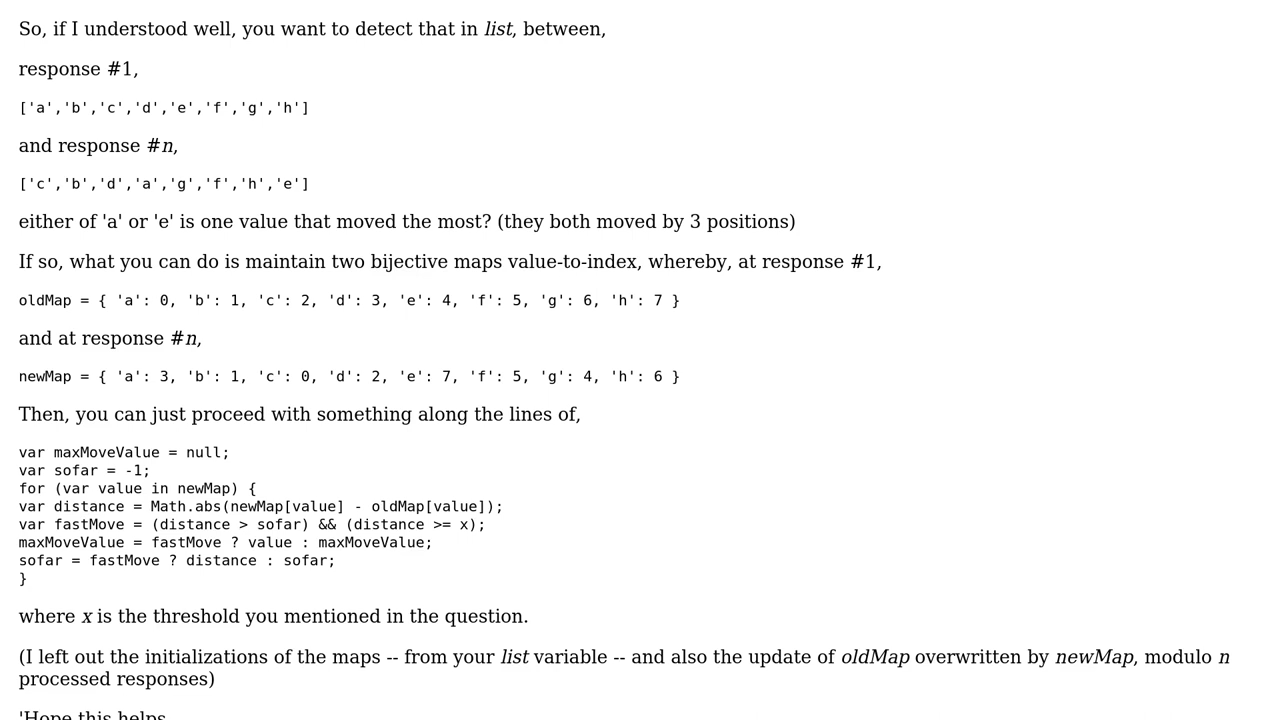 So, if I understood well, you want to detect that in list, between,
response #1,
['a','b','c','d','e','f','g','h']
and response #n,
['c','b','d','a','g','f','h','e']
either of 'a' or 'e' is one value that moved the most? (they both moved by 3 positions)
If so, what you can do is maintain two bijective maps value-to-index, whereby, at response #1,
oldMap = { 'a': 0, 'b': 1, 'c': 2, 'd': 3, 'e': 4, 'f': 5, 'g': 6, 'h': 7 }
and at response #n,
newMap = { 'a': 3, 'b': 1, 'c': 0, 'd': 2, 'e': 7, 'f': 5, 'g': 4, 'h': 6 }
Then, you can just proceed with something along the lines of,
var maxMoveValue = null;
var sofar = -1;
for (var value in newMap) {
var distance = Math.abs(newMap[value] - oldMap[value]);
var fastMove = (distance > sofar) && (distance >= x);
maxMoveValue = fastMove ? value : maxMoveValue;
sofar = fastMove ? distance : sofar;
}
where x is the threshold you mentioned in the question.
(I left out the initializations of the maps -- from your list variable -- and also the update of oldMap overwritten by newMap, modulo n
processed responses)
'Hope this helps